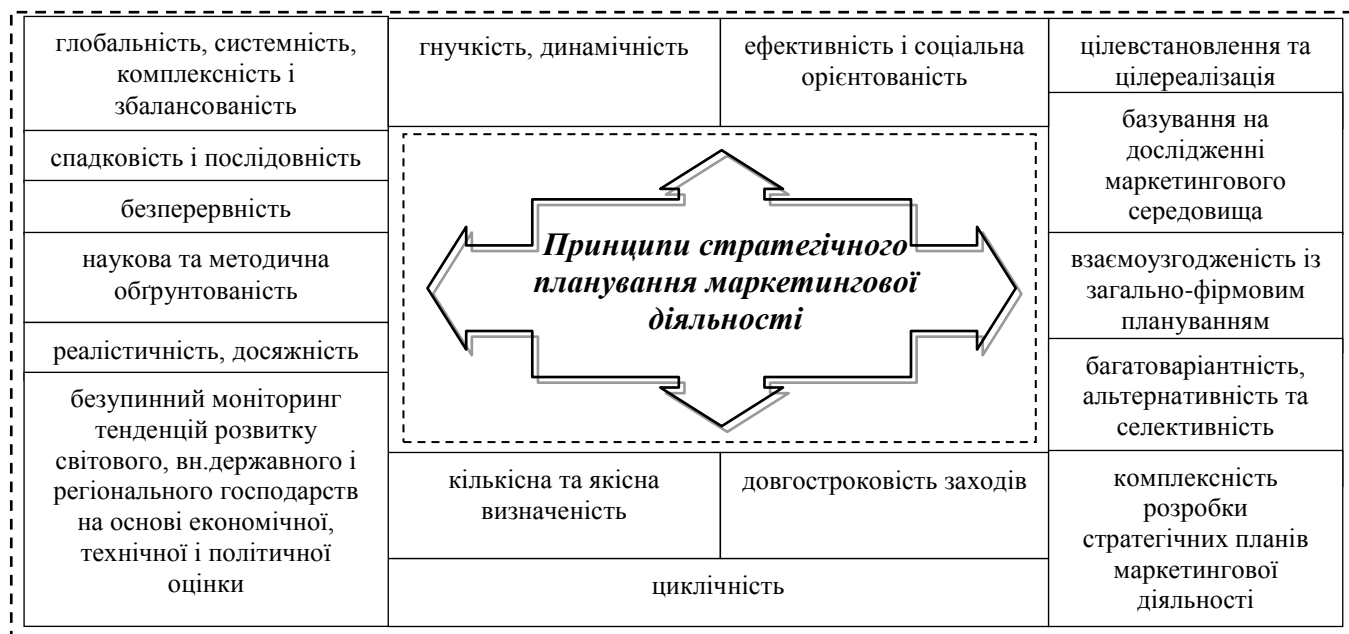 глобальність, системність,
комплексність і
збалансованість
спадковість і послідовність
безперервність
наукова та методична
обґрунтованість
реалістичність, досяжність
безупинний моніторинг
тенденцій розвитку
світового, вн.державного і
регіонального господарств
на основі економічної,
технічної і політичної
оцінки
гнучкість, динамічність
ефективність і соціальна
орієнтованість
Принципи стратегічного
планування маркетингової
діяльності
кількісна та якісна
визначеність
довгостроковість заходів
циклічність
цілевстановлення та
цілереалізація
базування на
дослідженні
маркетингового
середовища
взаємоузгодженість із
загально-фірмовим
плануванням
багатоваріантність,
альтернативність та
селективність
комплексність
розробки
стратегічних планів
маркетингової
діяльності